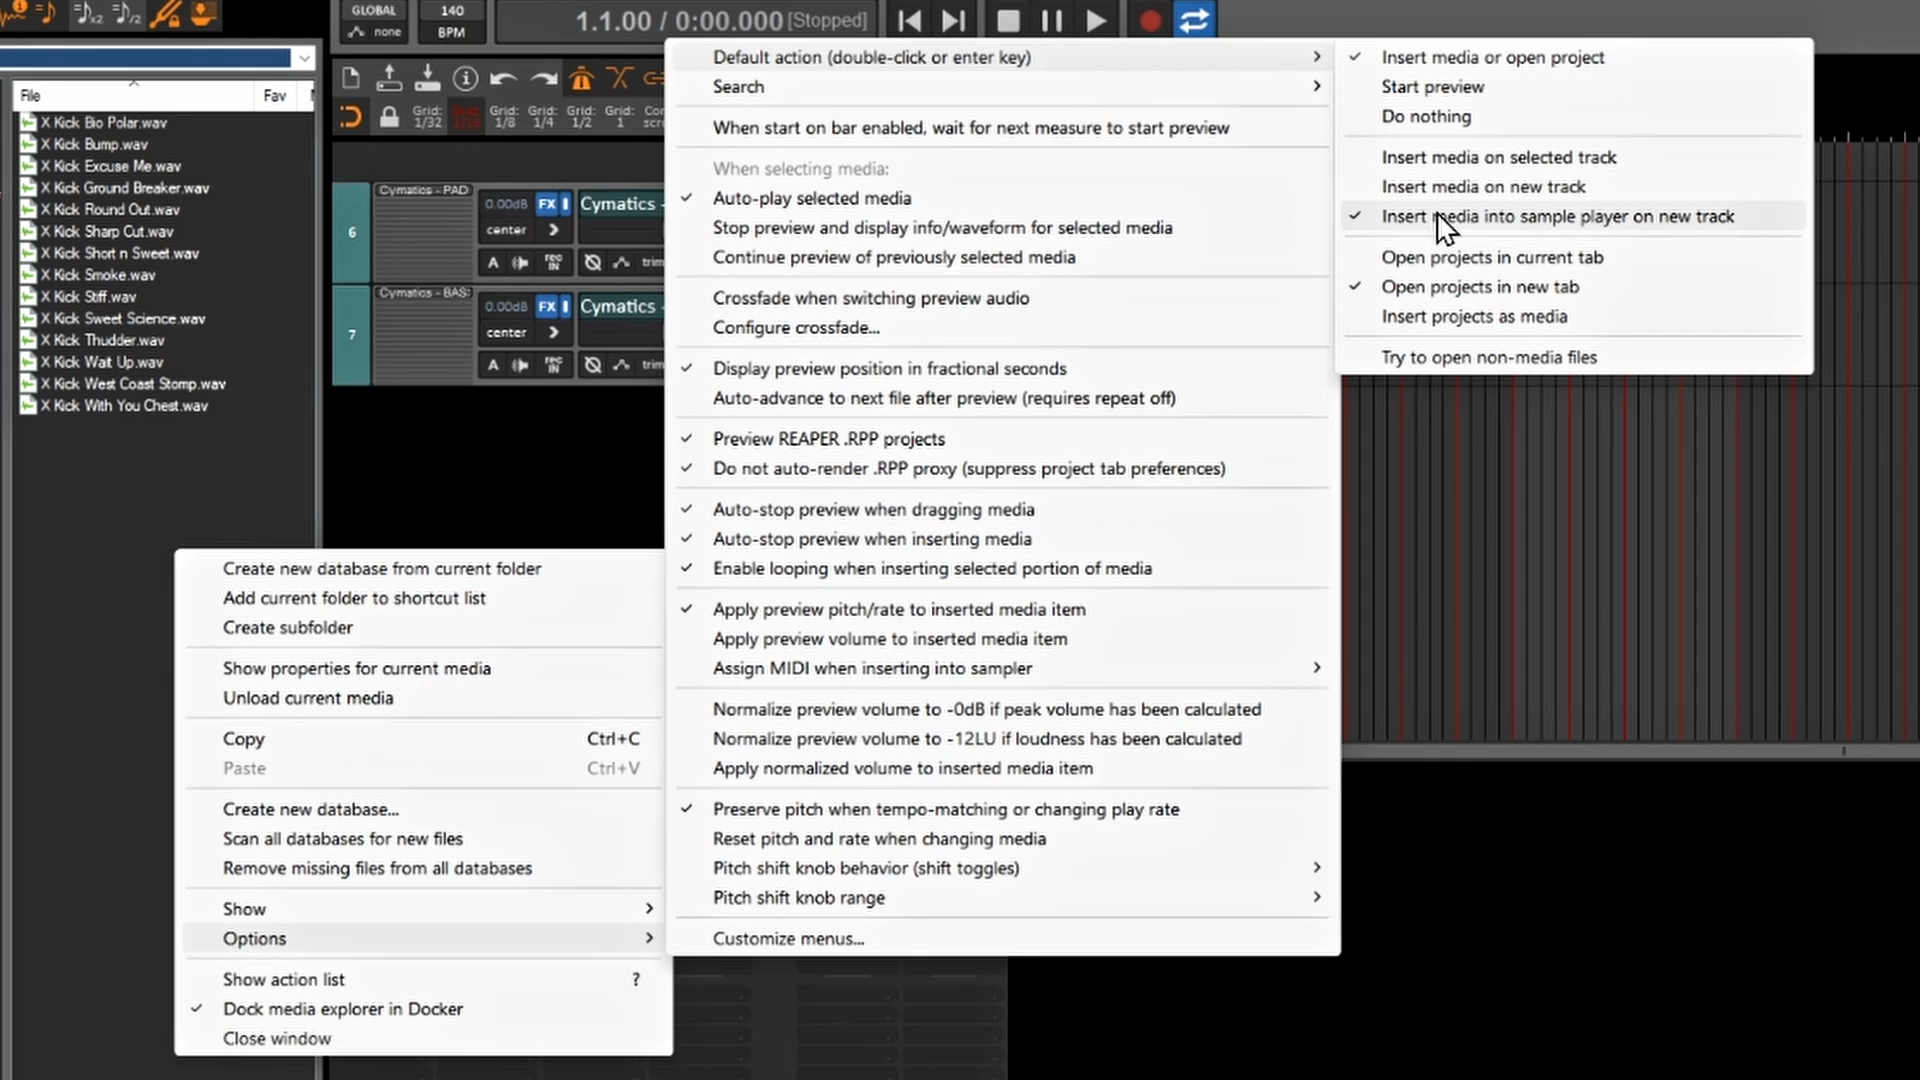 GLOBAL
none
140
BPM
1.1.00 / 0:00.000 [Stopped]
File
Fav
X Kick Bio Polar.wav
X Kick Bump.wav
X Kick Excuse Me.wav
X Kick Ground Breaker.wav
X Kick Round Out.wav
X Kick Sharp Cut.wav
X Kick Short n Sweet.wav
X Kick Smoke.wav
X Kick Stiff.wav
X Kick Sweet Science.wav
X Kick Thudder.wav
X Kick Wait Up.wav
X Kick West Coast Stomp.wav
X Kick With You Chest.wav
Grid: 1/32
Grid: 1/16
Grid: 1/8
Grid: 1/4
Grid: 1/2
Grid: 1
6
Cymatics - PAD
0.00dB
FX
Cymatics -
center
A
REC IN
trim
7
Cymatics - BAS
0.00dB
FX
Cymatics
center
A
REC IN
trim
Create new database from current folder
Add current folder to shortcut list
Create subfolder
Show properties for current media
Unload current media
Copy Ctrl+C
Paste Ctrl+V
Create new database...
Scan all databases for new files
Remove missing files from all databases
Show
Options
Show action list ?
Dock media explorer in Docker
Close window
Default action (double-click or enter key)
Search
When start on bar enabled, wait for next measure to start preview
When selecting media:
Auto-play selected media
Stop preview and display info/waveform for selected media
Continue preview of previously selected media
Crossfade when switching preview audio
Configure crossfade...
Display preview position in fractional seconds
Auto-advance to next file after preview (requires repeat off)
Preview REAPER .RPP projects
Do not auto-render .RPP proxy (suppress project tab preferences)
Auto-stop preview when dragging media
Auto-stop preview when inserting media
Enable looping when inserting selected portion of media
Apply preview pitch/rate to inserted media item
Apply preview volume to inserted media item
Assign MIDI when inserting into sampler
Normalize preview volume to -0dB if peak volume has been calculated
Normalize preview volume to -12LU if loudness has been calculated
Apply normalized volume to inserted media item
Preserve pitch when tempo-matching or changing play rate
Reset pitch and rate when changing media
Pitch shift knob behavior (shift toggles)
Pitch shift knob range
Customize menus...
Insert media or open project
Start preview
Do nothing
Insert media on selected track
Insert media on new track
Insert media into sample player on new track
Open projects in current tab
Open projects in new tab
Insert projects as media
Try to open non-media files